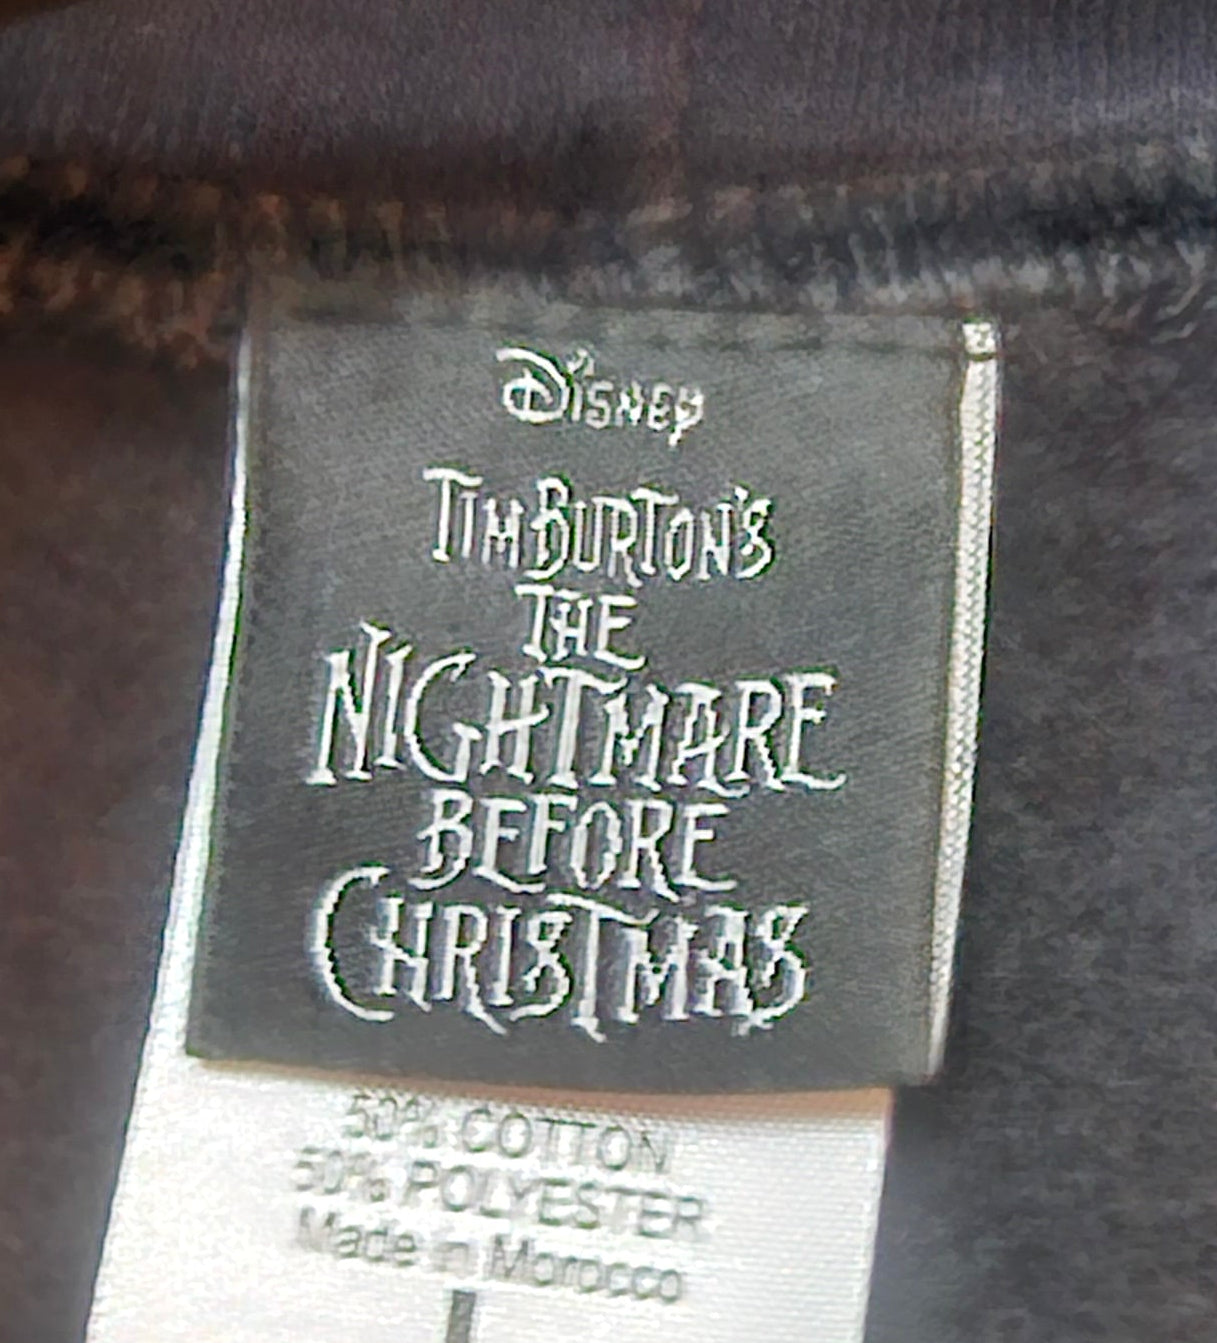 Disney
TIM BURTON'S
THE
NIGHTMARE
BEFORE
CHRISTMAS
50% COTTON
50% POLYESTER
Made in Morocco